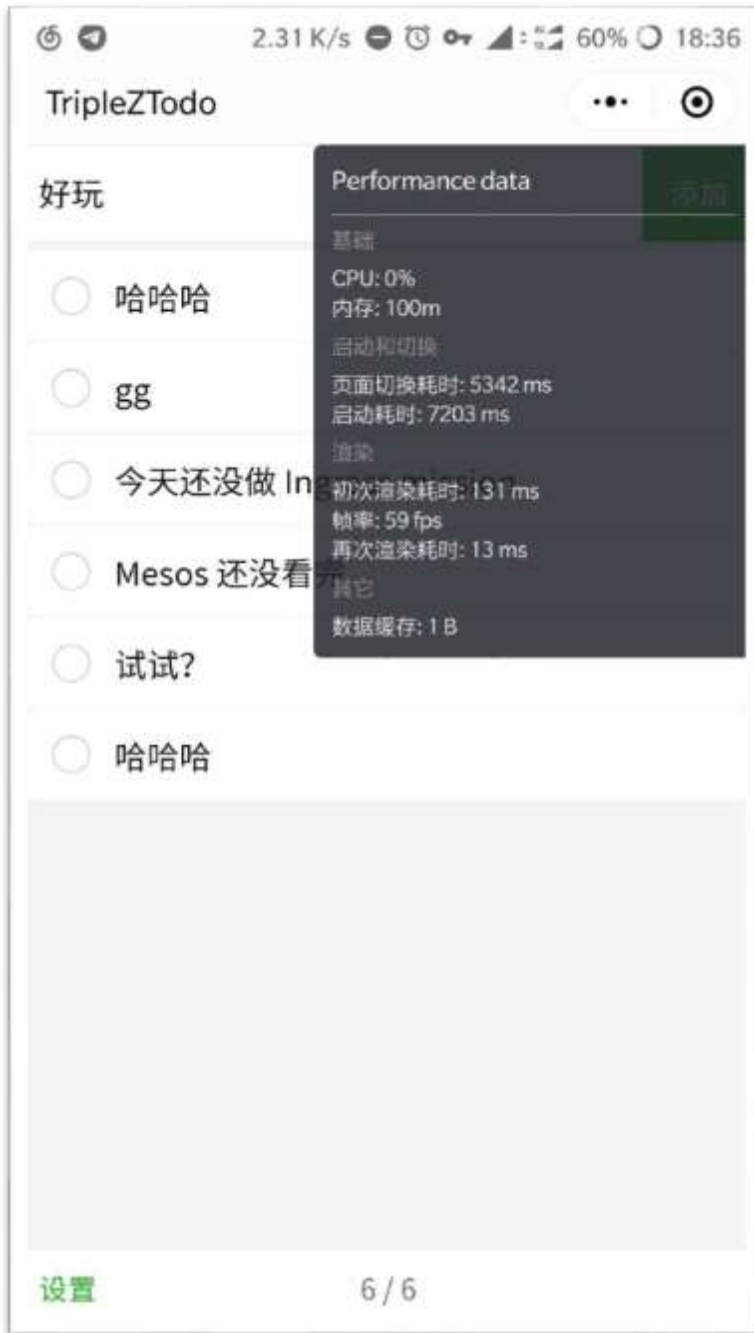 2.31 K/s 60% 18:36
TripleZTodo
好玩
添加
Performance data
基础
CPU: 0%
内存: 100m
启动和切换
页面切换耗时: 5342 ms
启动耗时: 7203 ms
渲染
初次渲染耗时: 131 ms
帧率: 59 fps
再次渲染耗时: 13 ms
其它
数据缓存: 1 B
哈哈哈
gg
今天还没做 Ingress mission
Mesos 还没看完
试试?
哈哈哈
设置
6 / 6